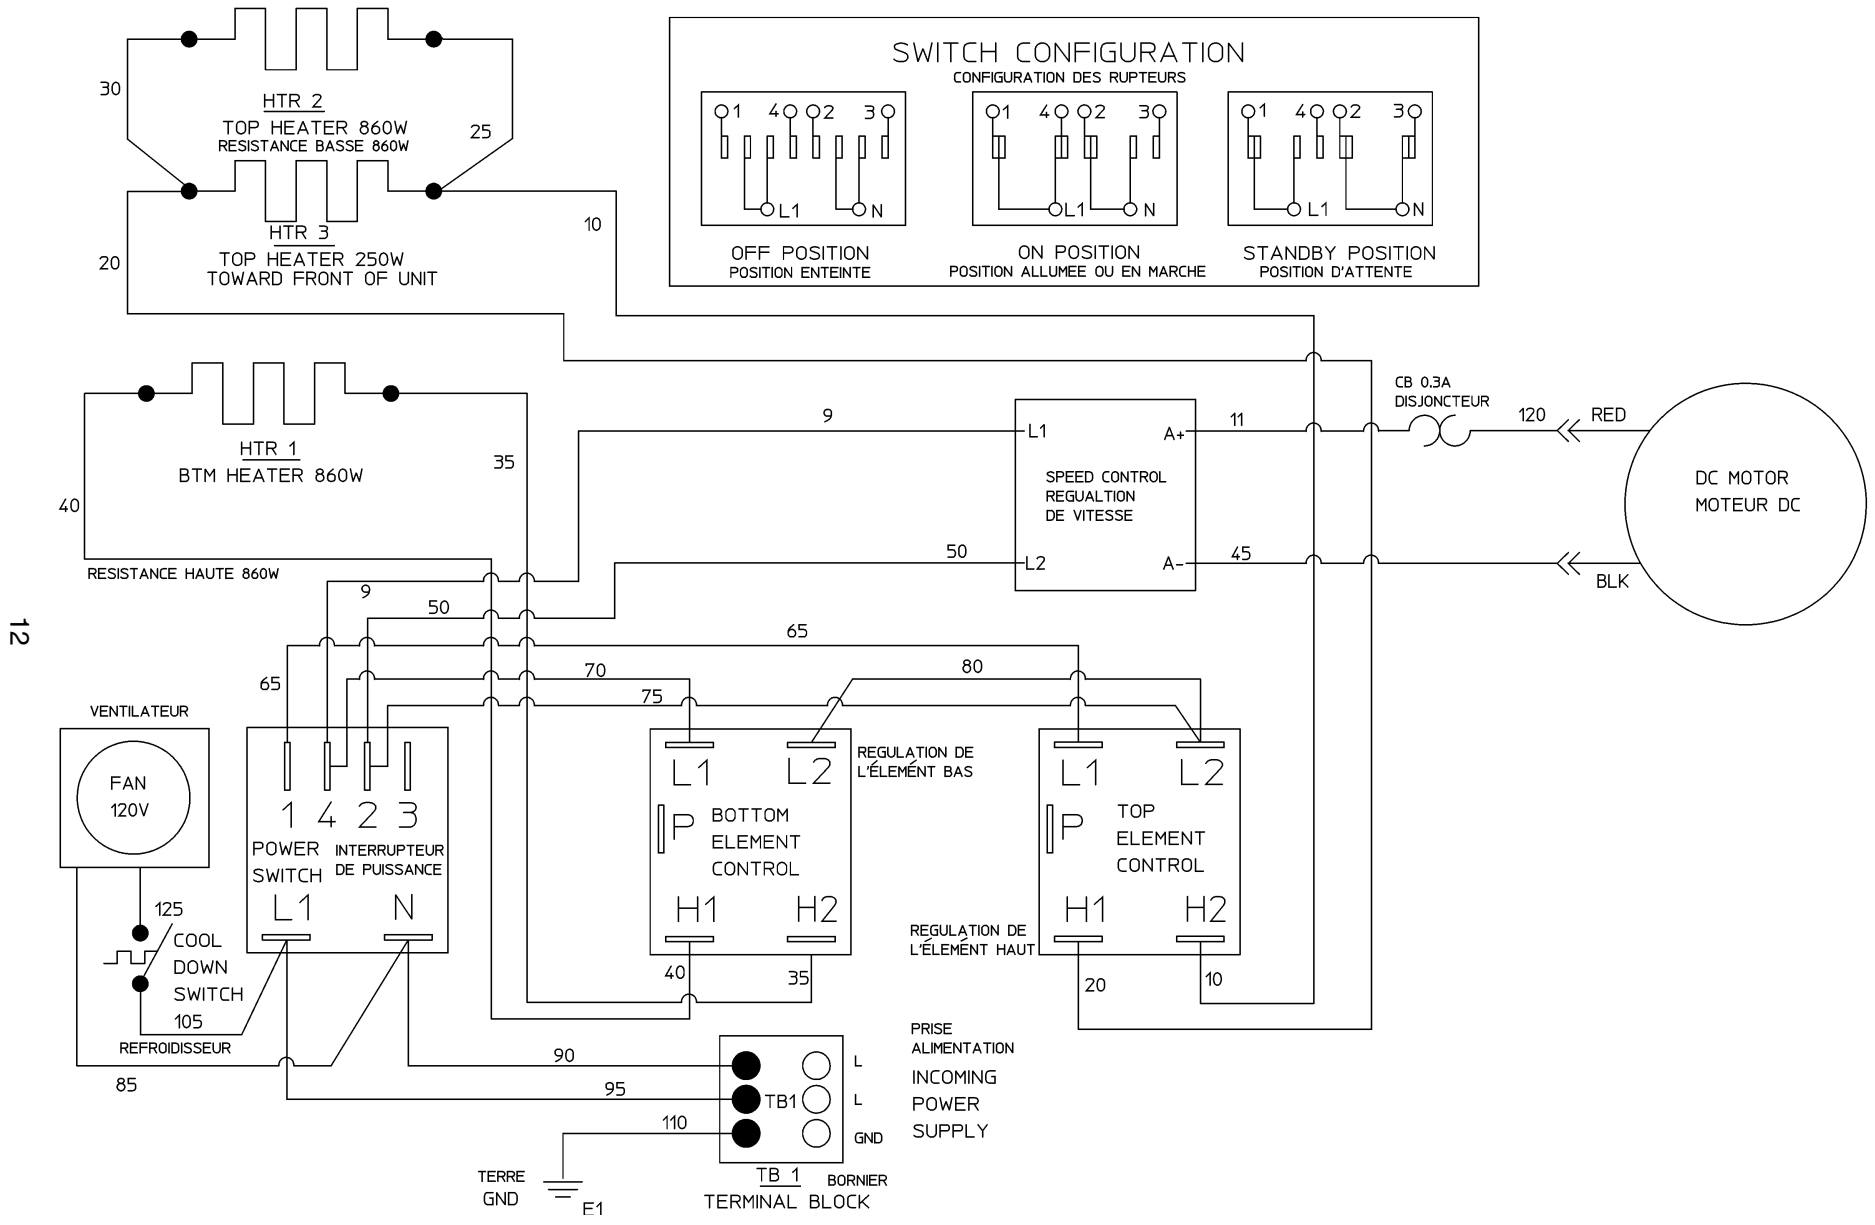 SWITCH CONFIGURATION
CONFIGURATION DES RUPTEURS
1 4 2 3
L1 N
OFF POSITION
POSITION ENTEINTE
1 4 2 3
L1 N
ON POSITION
POSITION ALLUMEE OU EN MARCHE
1 4 2 3
L1 N
STANDBY POSITION
POSITION D'ATTENTE
30
HTR 2
TOP HEATER 860W
RESISTANCE BASSE 860W
25
HTR 3
TOP HEATER 250W
TOWARD FRONT OF UNIT
20
10
HTR 1
BTM HEATER 860W
35
40
RESISTANCE HAUTE 860W
9
L1
A+
11
SPEED CONTROL
REGUALTION
DE VITESSE
50
L2
A-
45
CB 0.3A
DISJONCTEUR
120
RED
BLK
DC MOTOR
MOTEUR DC
9
50
65
65
70
75
80
12
VENTILATEUR
FAN
120V
1 4 2 3
POWER
SWITCH
INTERRUPTEUR
DE PUISSANCE
L1 N
125
COOL
DOWN
SWITCH
105
REFROIDISSEUR
85
L1 L2
P
BOTTOM
ELEMENT
CONTROL
H1 H2
REGULATION DE
L'ÉLEMÉNT BAS
40
35
L1 L2
P
TOP
ELEMENT
CONTROL
H1 H2
REGULATION DE
L'ÉLEMÉNT HAUT
20
10
90
95
110
TB1
L
L
GND
PRISE
ALIMENTATION
INCOMING
POWER
SUPPLY
TERRE
GND
E1
TB 1
BORNIER
TERMINAL BLOCK